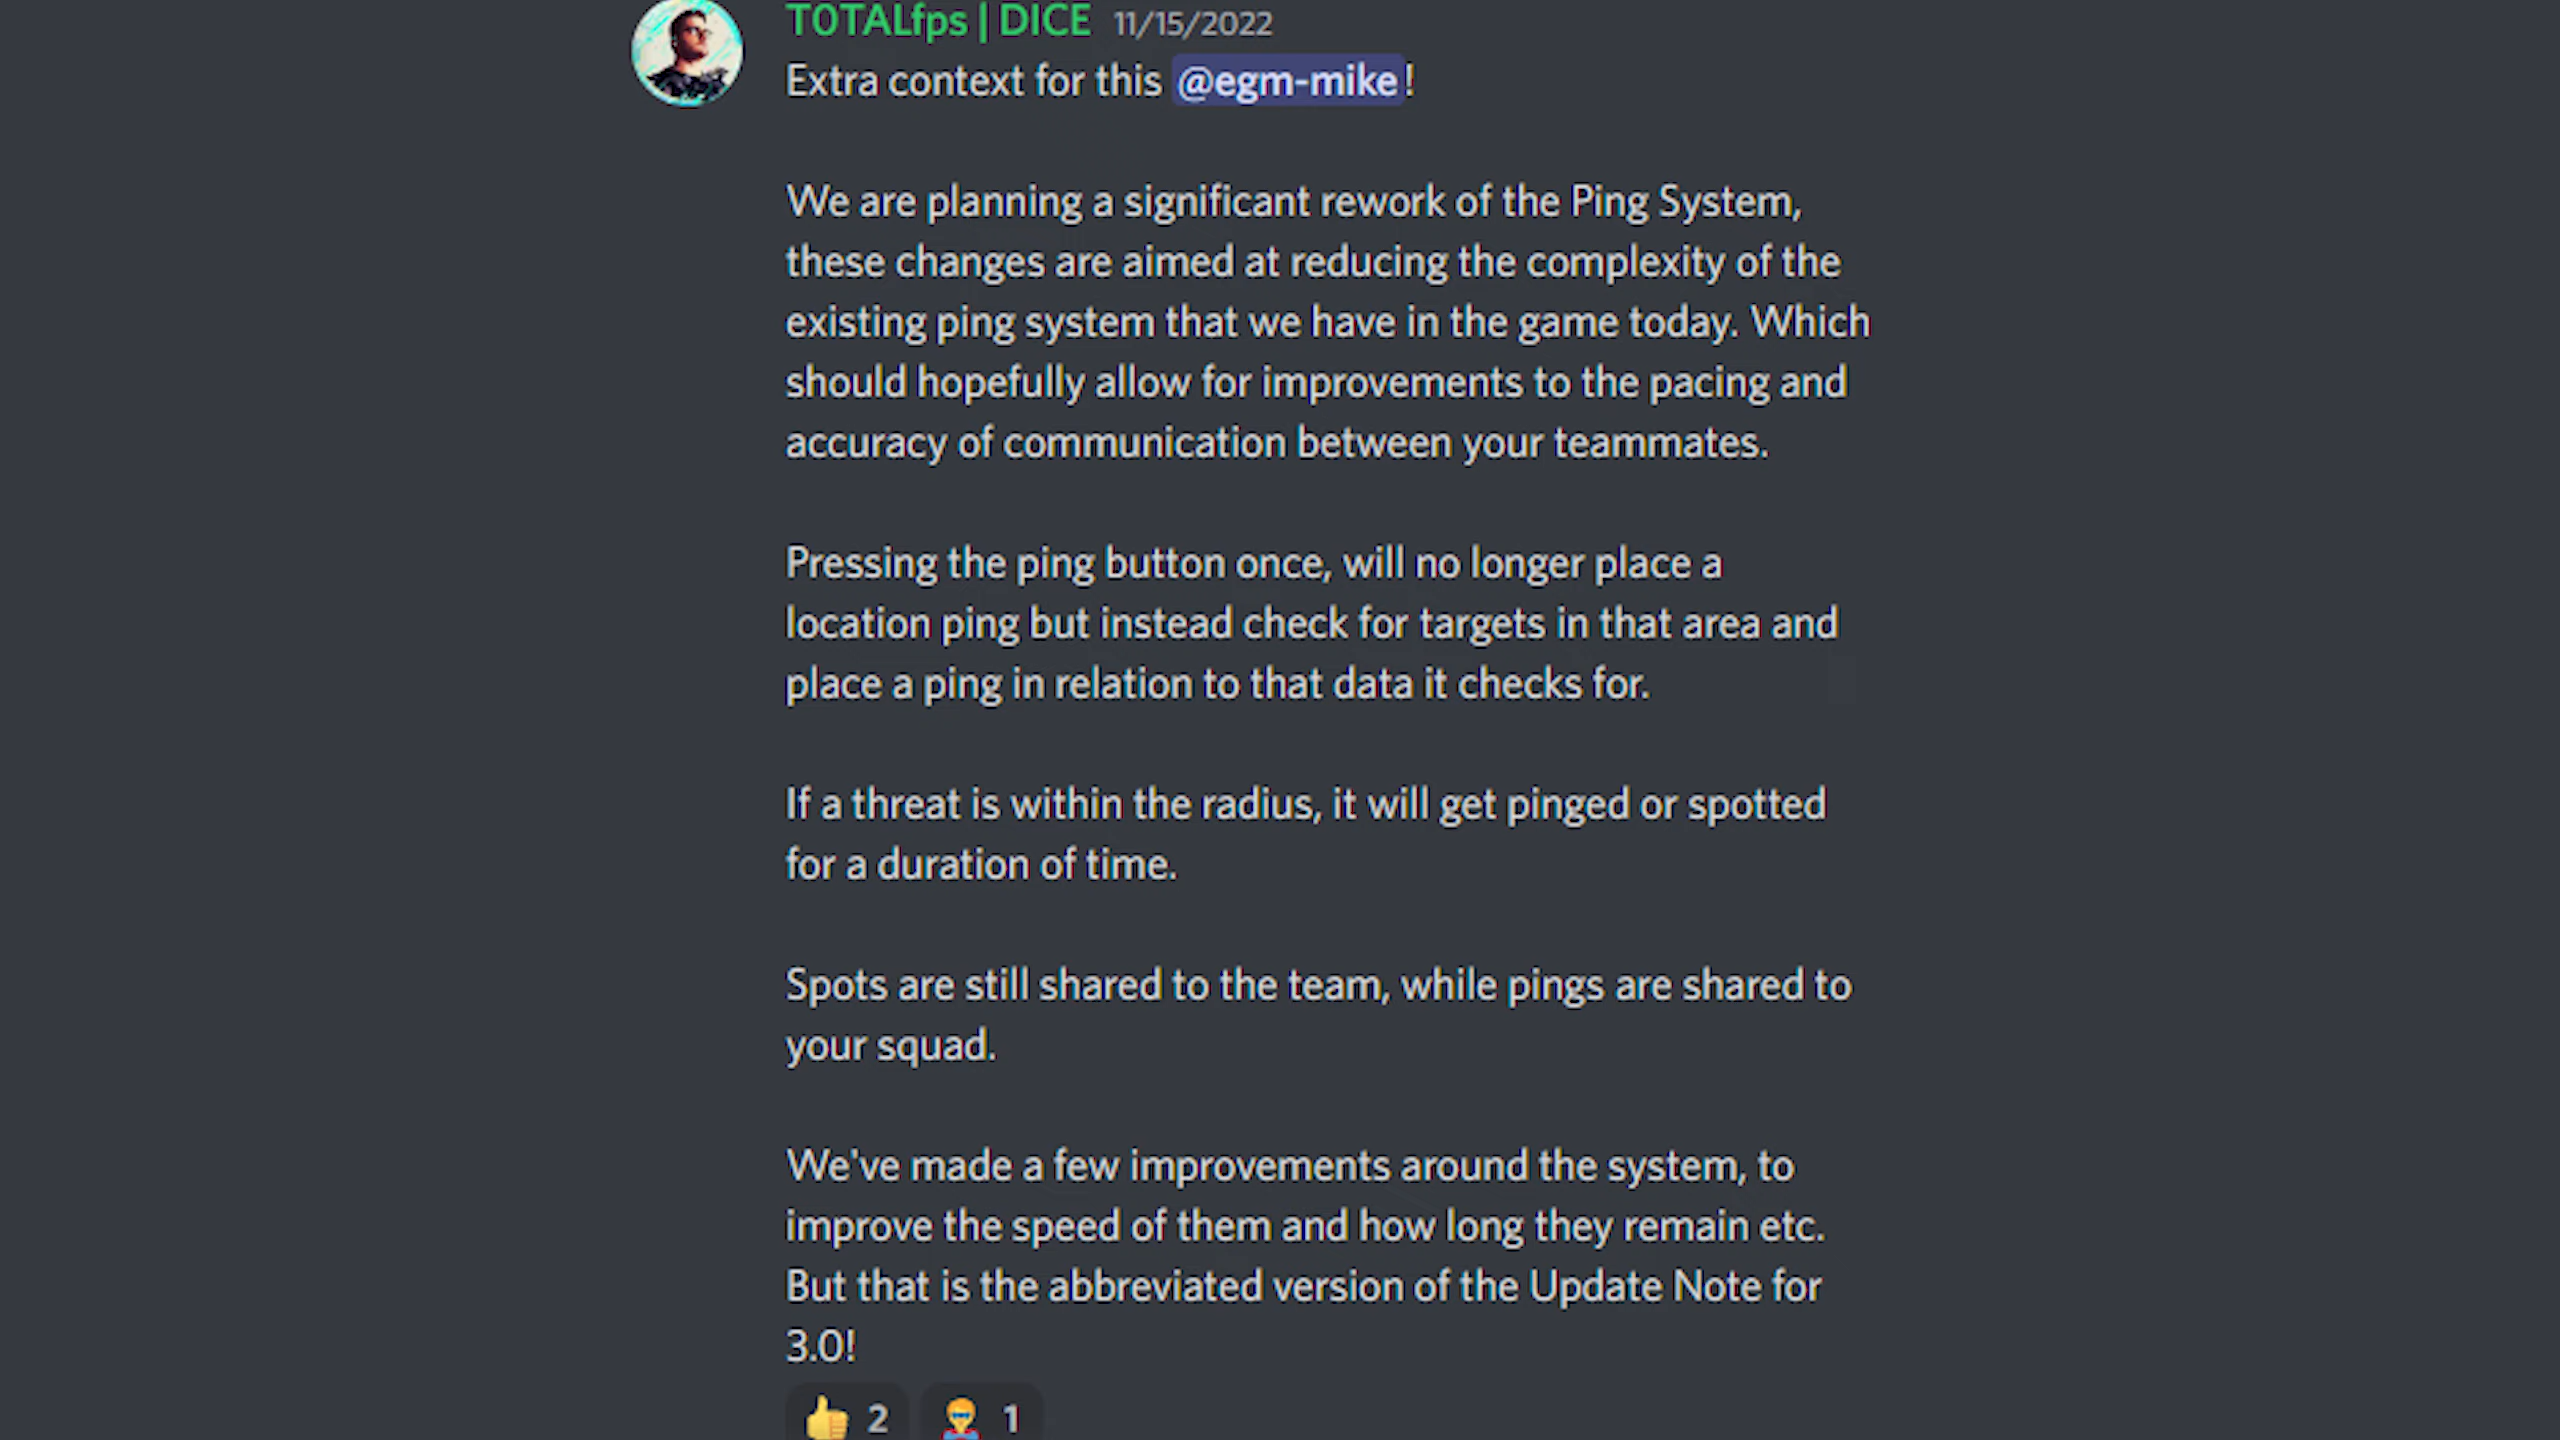 T0TALfps | DICE 11/15/2022
Extra context for this @egm-mike!
We are planning a significant rework of the Ping System,
these changes are aimed at reducing the complexity of the
existing ping system that we have in the game today. Which
should hopefully allow for improvements to the pacing and
accuracy of communication between your teammates.
Pressing the ping button once, will no longer place a
location ping but instead check for targets in that area and
place a ping in relation to that data it checks for.
If a threat is within the radius, it will get pinged or spotted
for a duration of time.
Spots are still shared to the team, while pings are shared to
your squad.
We've made a few improvements around the system, to
improve the speed of them and how long they remain etc.
But that is the abbreviated version of the Update Note for
3.0!
2 1